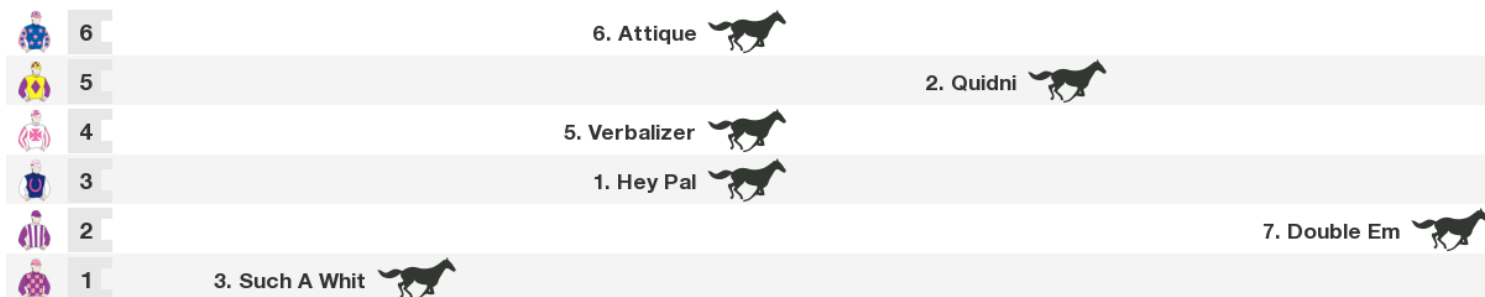 6 6. Attique
5 2. Quidni
4 5. Verbalizer
3 1. Hey Pal
2 7. Double Em
1 3. Such A Whit